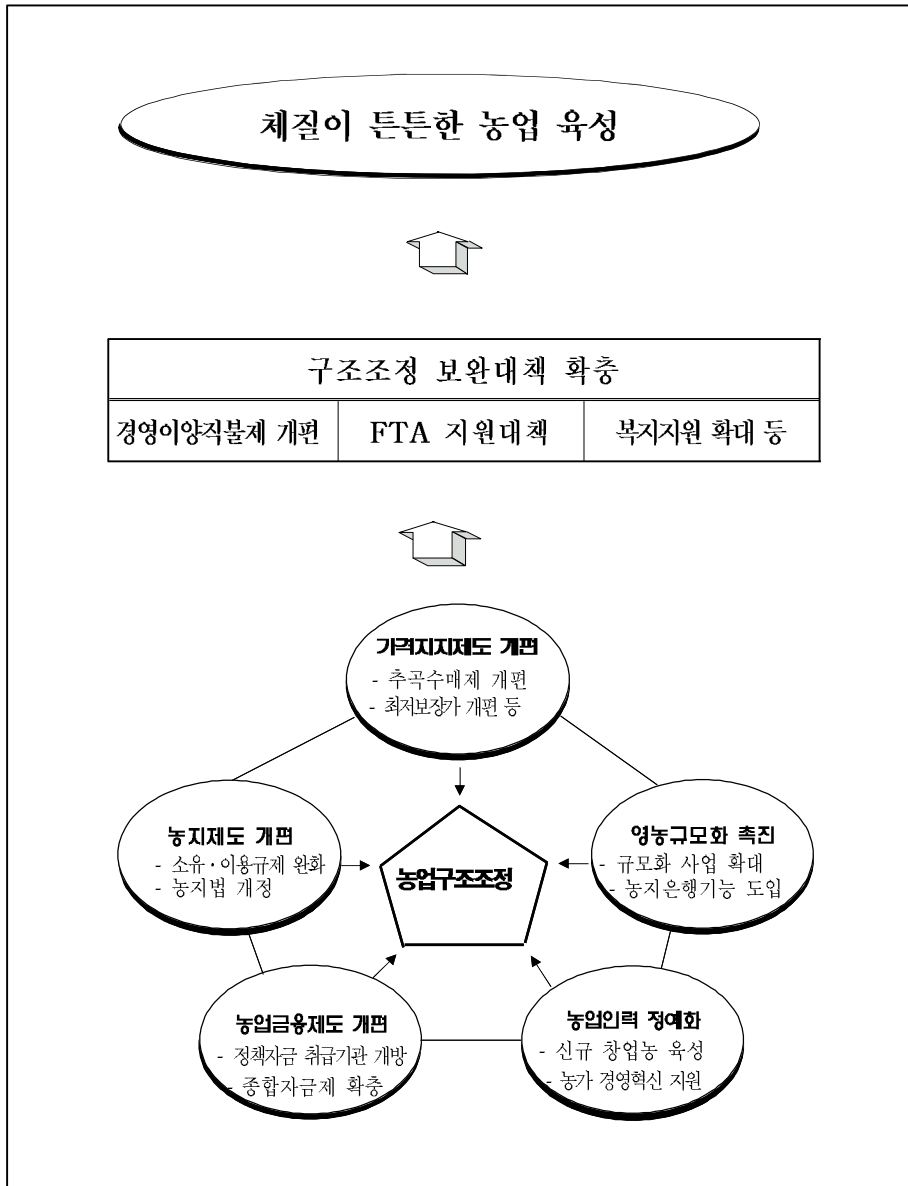 체질이 튼튼한 농업 육성
구조조정 보완대책 확충
경영이양직불제 개편
FTA 지원대책
복지지원 확대 등
가격지지제도 개편
- 추곡수매제 개편
- 최저보장가 개편 등
농지제도 개편
- 소유·이용규제 완화
- 농지법 개정
영농규모화 촉진
- 규모화 사업 확대
- 농지은행기능 도입
농업구조조정
농업금융제도 개편
- 정책자금 취급기관 개방
- 종합자금제 확충
농업인력 정예화
- 신규 창업농 육성
- 농가 경영혁신 지원